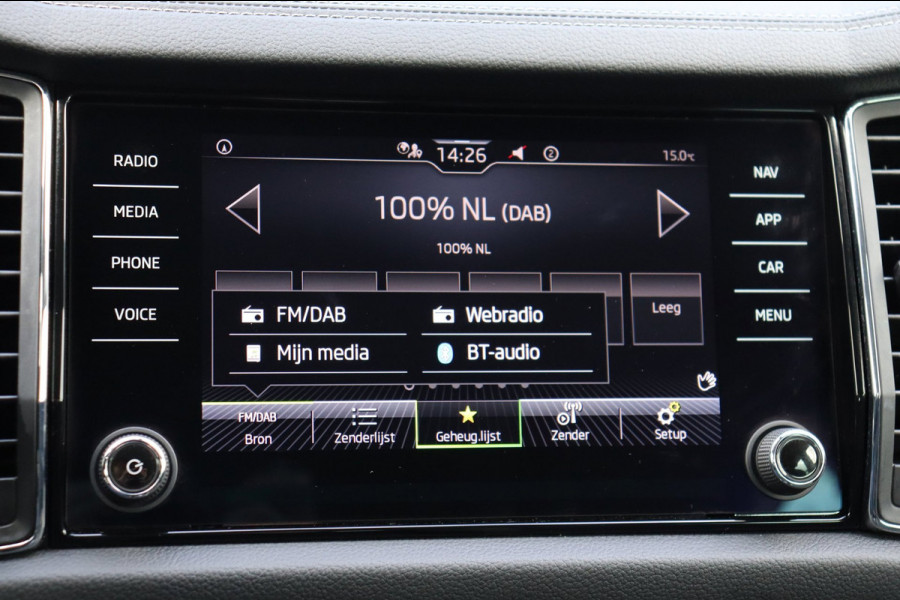 RADIO
MEDIA
PHONE
VOICE
14:26
2
15.0°C
100% NL (DAB)
100% NL
Leeg
FM/DAB
Webradio
Mijn media
BT-audio
FM/DAB
Bron
Zenderlijst
Geheug.lijst
Zender
Setup
NAV
APP
CAR
MENU